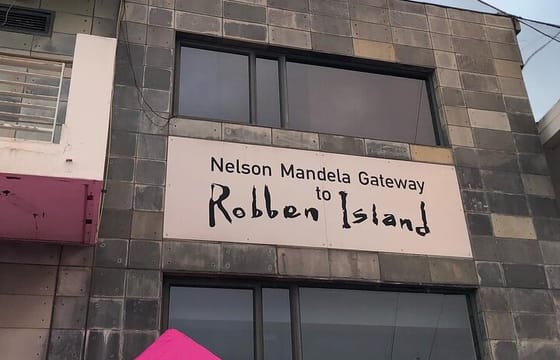 Nelson Mandela Gateway
to
Robben Island